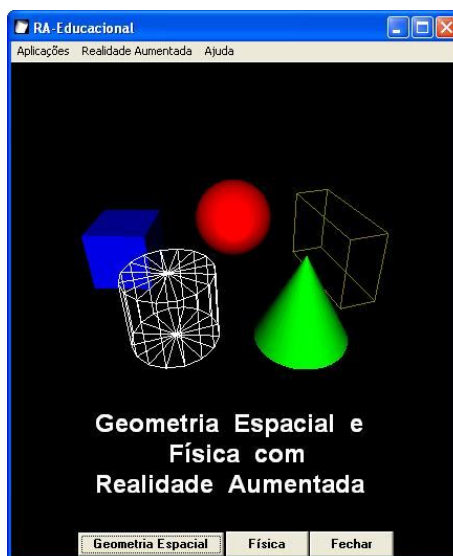 RA-Educacional
Aplicações Realidade Aumentada Ajuda
Geometria Espacial e
Física com
Realidade Aumentada
Geometria Espacial Física Fechar